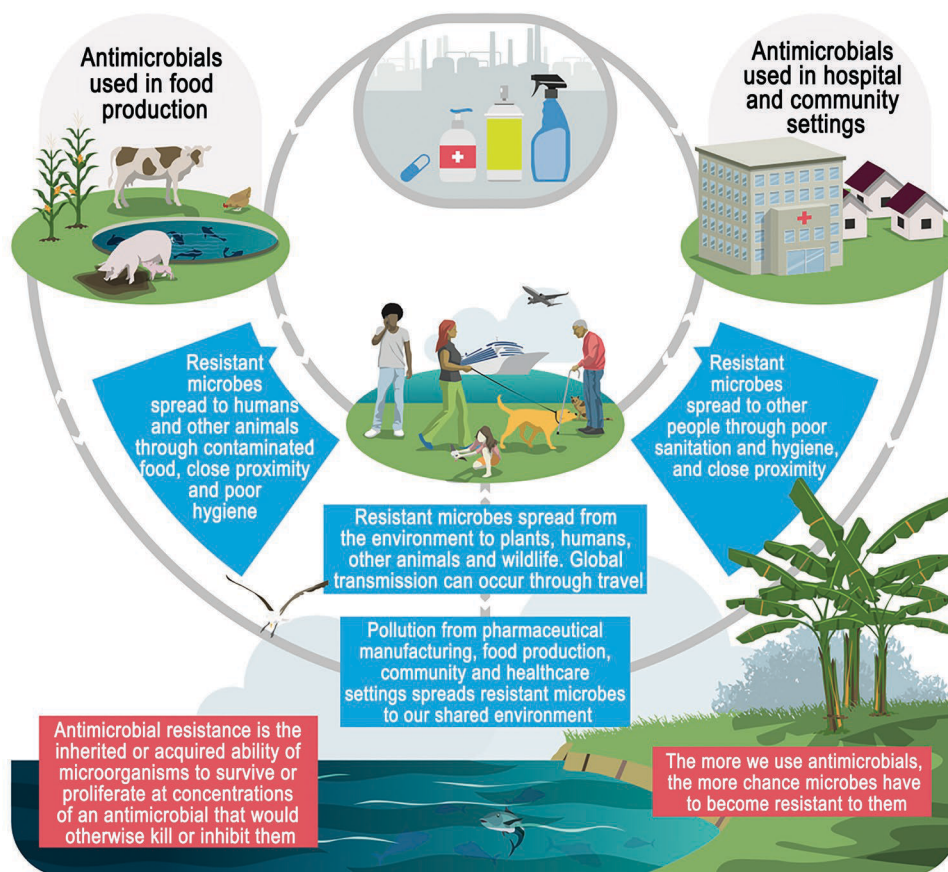 Antimicrobials
used in food
production
Antimicrobials
used in hospital
and community
settings
Resistant
microbes
spread to humans
and other animals
through contaminated
food, close proximity
and poor
hygiene
Resistant
microbes
spread to other
people through poor
sanitation and hygiene,
and close proximity
Resistant microbes spread from
the environment to plants, humans,
other animals and wildlife. Global
transmission can occur through travel
Pollution from pharmaceutical
manufacturing, food production,
community and healthcare
settings spreads resistant microbes
to our shared environment
Antimicrobial resistance is the
inherited or acquired ability of
microorganisms to survive or
proliferate at concentrations
of an antimicrobial that would
otherwise kill or inhibit them
The more we use antimicrobials,
the more chance microbes have
to become resistant to them